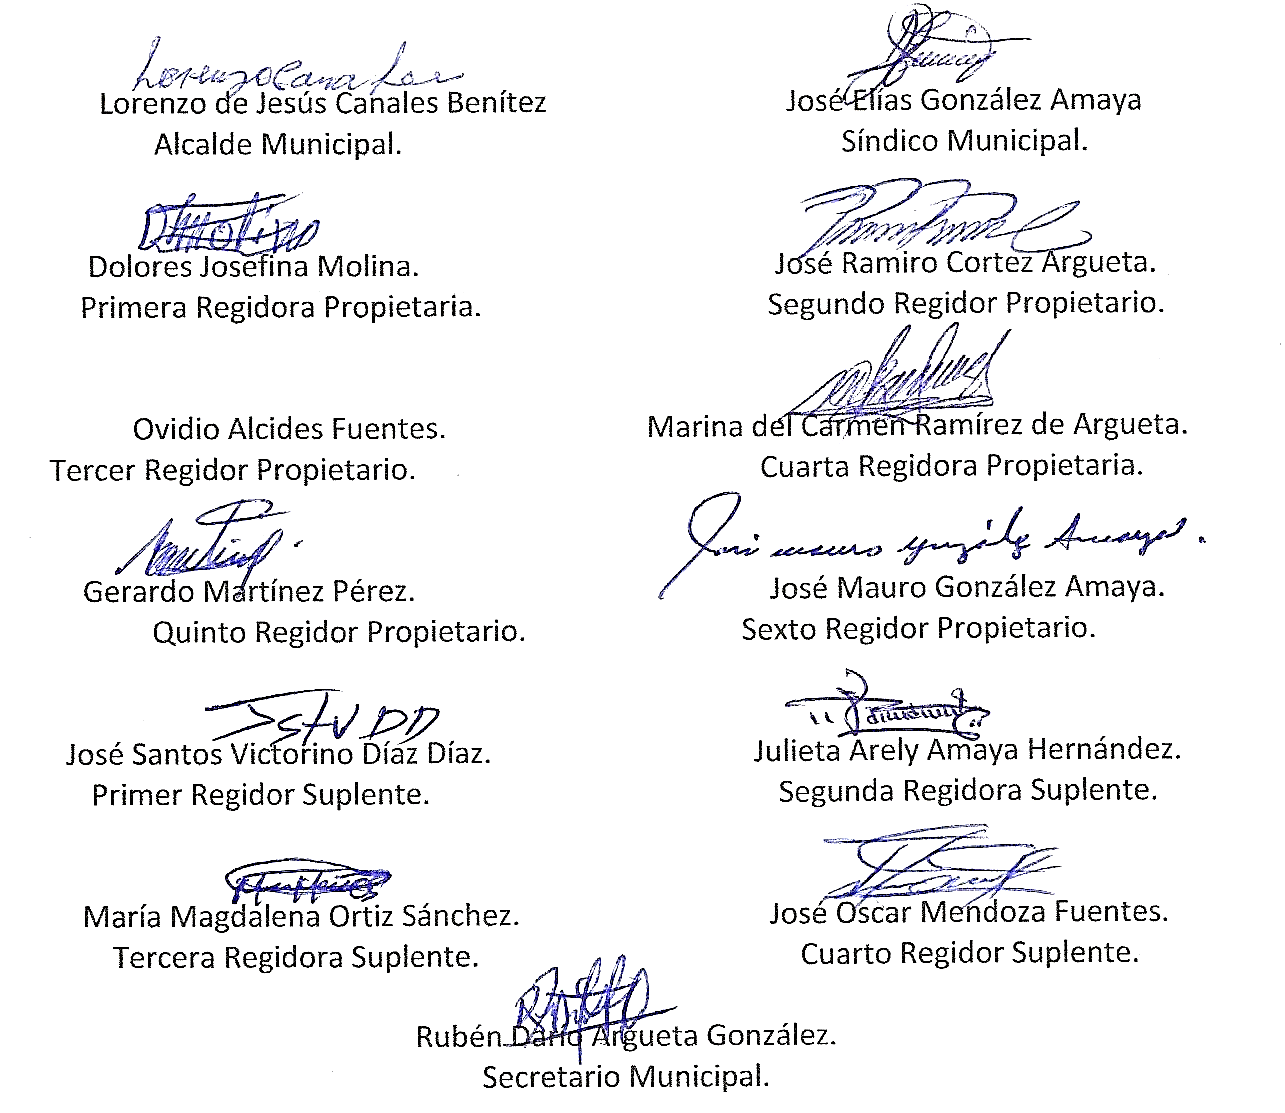 Lorenzo Canales
Lorenzo de Jesús Canales Benítez
Alcalde Municipal.
José Elías González Amaya
Síndico Municipal.
Dolores Josefina Molina.
Primera Regidora Propietaria.
José Ramiro Cortez Argueta.
Segundo Regidor Propietario.
Ovidio Alcides Fuentes.
Tercer Regidor Propietario.
Marina del Carmen Ramírez de Argueta.
Cuarta Regidora Propietaria.
Gerardo Martínez Pérez.
Quinto Regidor Propietario.
José mauro González Amaya.
José Mauro González Amaya.
Sexto Regidor Propietario.
JSTV DD
José Santos Victorino Díaz Díaz.
Primer Regidor Suplente.
Julieta Arely Amaya Hernández.
Segunda Regidora Suplente.
María Magdalena Ortiz Sánchez.
Tercera Regidora Suplente.
José Oscar Mendoza Fuentes.
Cuarto Regidor Suplente.
Rubén Darío Argueta González.
Secretario Municipal.